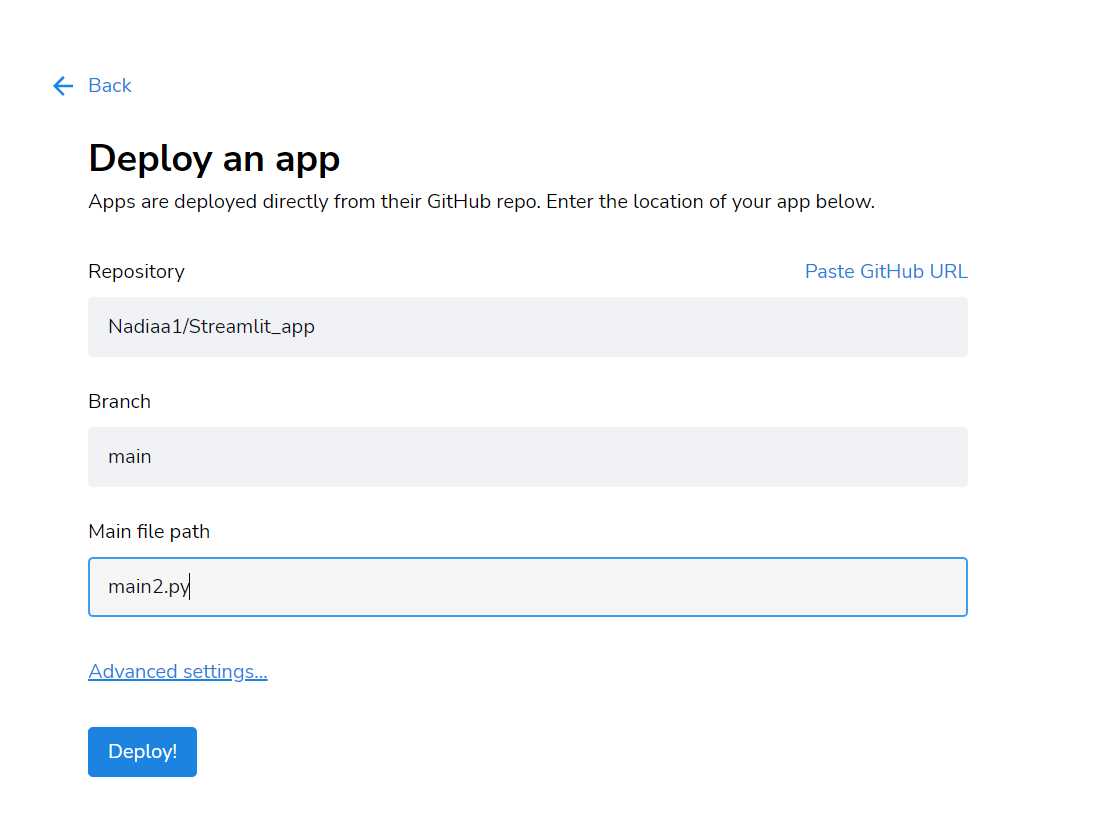 Back
Deploy an app
Apps are deployed directly from their GitHub repo. Enter the location of your app below.
Repository
Paste GitHub URL
Nadiaa1/Streamlit_app
Branch
main
Main file path
main2.py
Advanced settings...
Deploy!